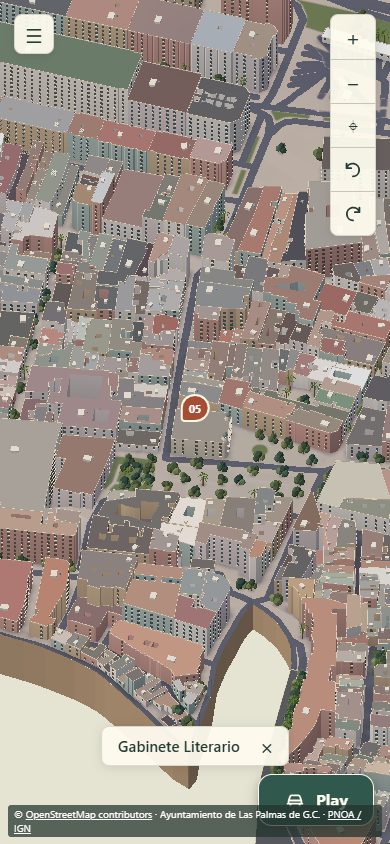 05
Gabinete Literario ×
Play
© OpenStreetMap contributors · Ayuntamiento de Las Palmas de G.C. · PNOA /
IGN